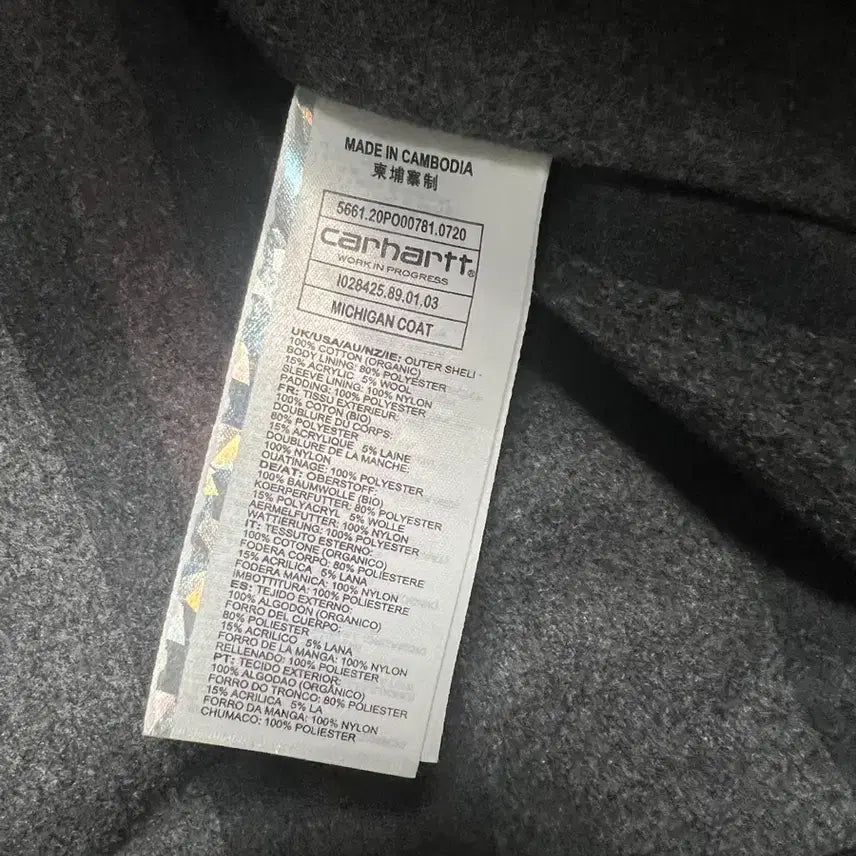 MADE IN CAMBODIA
柬埔寨制
5661.20PO00781.0720
carhartt®
WORK IN PROGRESS
I028425.89.01.03
MICHIGAN COAT
UK/USA/AU/NZ/IE: OUTER SHELL -
100% COTTON (ORGANIC)
BODY LINING: 80% POLYESTER
15% ACRYLIC 5% WOOL
SLEEVE LINING: 100% NYLON
PADDING: 100% POLYESTER
FR: TISSU EXTERIEUR:
100% COTON (BIO)
DOUBLURE DU CORPS:
80% POLYESTER
15% ACRYLIQUE 5% LAINE
DOUBLURE DE LA MANCHE:
100% NYLON
OUATINAGE: 100% POLYESTER
DE/AT: OBERSTOFF:
100% BAUMWOLLE (BIO)
KOERPERFUTTER: 80% POLYESTER
15% POLYACRYL 5% WOLLE
AERMELFUTTER: 100% NYLON
WATTIERUNG: 100% POLYESTER
IT: TESSUTO ESTERNO:
100% COTONE (ORGANICO)
FODERA CORPO: 80% POLIESTERE
15% ACRILICA 5% LANA
FODERA MANICA: 100% NYLON
IMBOTTITURA: 100% POLIESTERE
ES: TEJIDO EXTERNO:
100% ALGODÓN (ORGANICO)
FORRO DEL CUERPO:
80% POLIESTER
15% ACRILICO 5% LANA
FORRO DE LA MANGA: 100% NYLON
RELLENADO: 100% POLIESTER
PT: TECIDO EXTERIOR:
100% ALGODAO (ORGÂNICO)
FORRO DO TRONCO: 80% POLIESTER
15% ACRILICA 5% LA
FORRO DA MANGA: 100% NYLON
CHUMACO: 100% POLIESTER